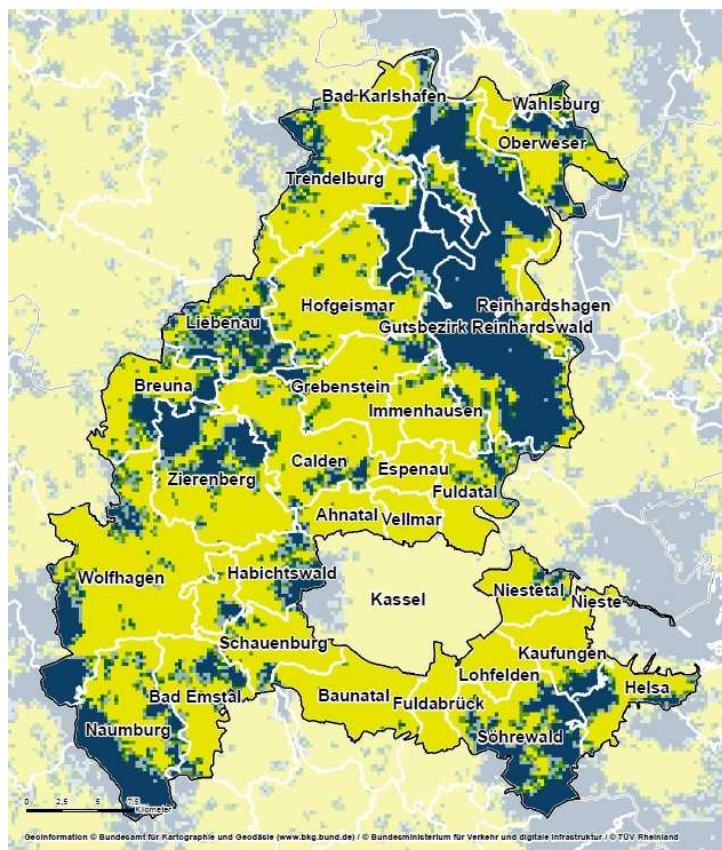 Bad Karlshafen
Wahlsburg
Oberweser
Trendelburg
Hofgeismar
Reinhardshagen
Liebenau
Gutsbezirk Reinhardswald
Breuna
Grebenstein
Immenhausen
Calden
Espenau
Zierenberg
Fuldatal
Ahnatal
Vellmar
Wolfhagen
Habichtswald
Kassel
Niestetal
Nieste
Schauenburg
Kaufungen
Lohfelden
Helsa
Bad Emstal
Baunatal
Fuldabrück
Naumburg
Söhrewald
0 2,5 5 7,5
Kilometer
Geoinformation © Bundesamt für Kartographie und Geodäsie (www.bkg.bund.de) / © Bundesministerium für Verkehr und digitale Infrastruktur / © TÜV Rheinland